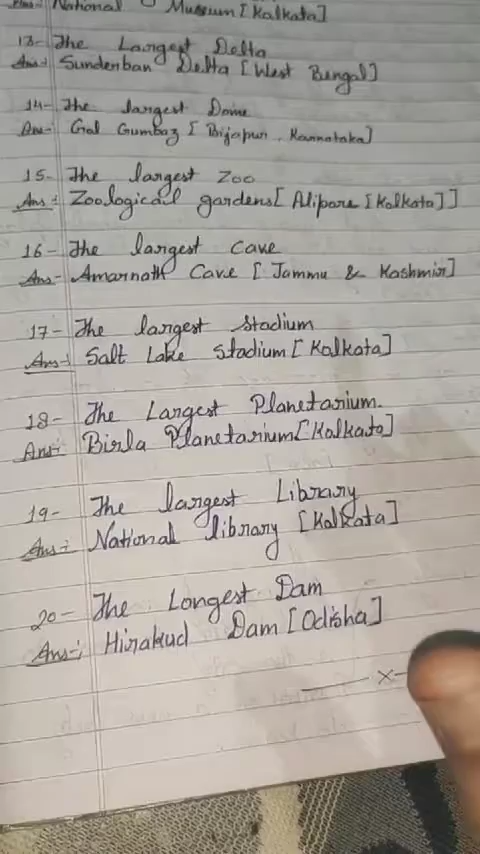 Ans:- National Museum [Kalkata]
13- The Largest Delta
Ans: Sunderban Delta [West Bengal]
14- The largest Dome
Ans:- Gol Gumbaz [Bijapur, Karnataka]
15- The largest Zoo
Ans: Zoological gardens [Alipore [Kolkata]]
16- The largest Cave
Ans- Amarnath Cave [Jammu & Kashmir]
17- The largest Stadium
Ans: Salt Lake Stadium [Kolkata]
18- The Largest Planetarium.
Ans:- Birla Planetarium [Kolkata]
19- The largest Library
Ans:- National library [Kolkata]
20- The Longest Dam
Ans:- Hirakud Dam [Odisha]
x